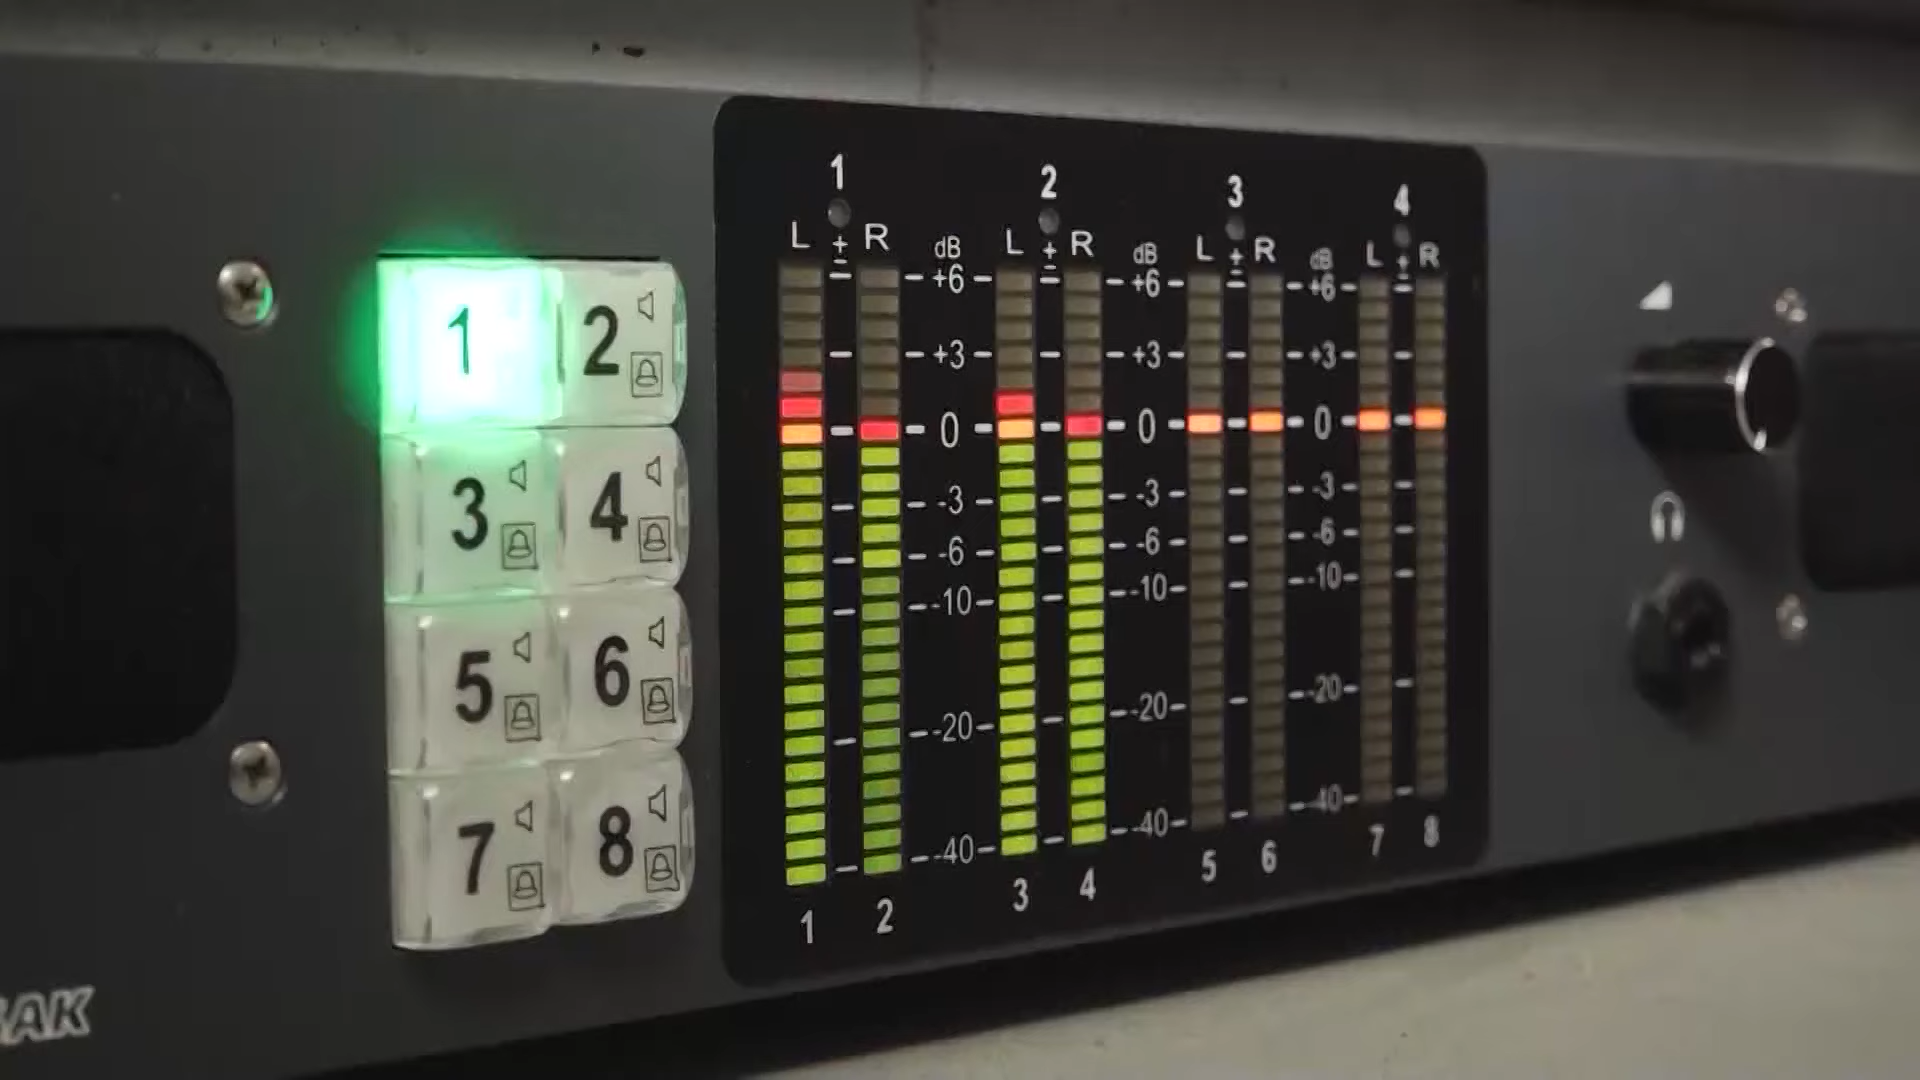 1 2 3 4
L ± R dB L ± R dB L ± R dB L ± R
+6 +6 +6
1 2
+3 +3 +3
0 0 0
3 4
-3 -3 -3
-6 -6 -6
-10 -10 -10
5 6
-20 -20 -20
7 8
-40 -40 -40
1 2 3 4 5 6 7 8